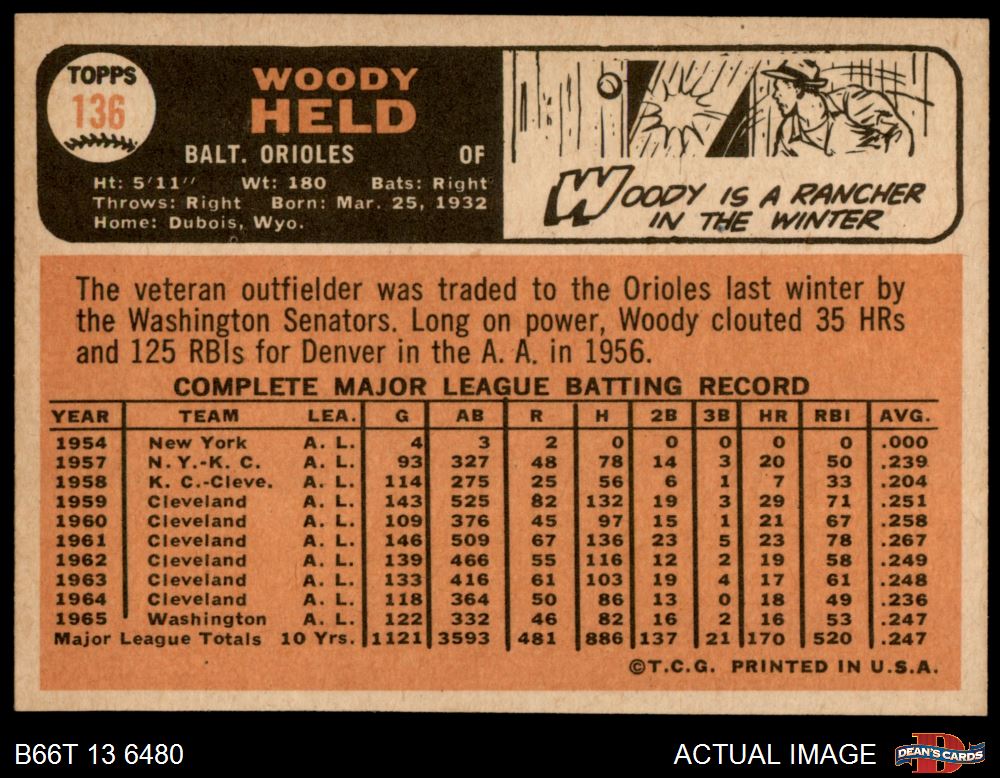 TOPPS
136
WOODY
HELD
BALT. ORIOLES OF
Ht: 5'11" Wt: 180 Bats: Right
Throws: Right Born: Mar. 25, 1932
Home: Dubois, Wyo.
WOODY IS A RANCHER
IN THE WINTER
The veteran outfielder was traded to the Orioles last winter by
the Washington Senators. Long on power, Woody clouted 35 HRs
and 125 RBIs for Denver in the A. A. in 1956.
COMPLETE MAJOR LEAGUE BATTING RECORD
YEAR TEAM LEA. G AB R H 2B 3B HR RBI AVG.
1954 New York A. L. 4 3 2 0 0 0 0 0 .000
1957 N. Y.-K. C. A. L. 93 327 48 78 14 3 20 50 .239
1958 K. C.-Cleve. A. L. 114 275 25 56 6 1 7 33 .204
1959 Cleveland A. L. 143 525 82 132 19 3 29 71 .251
1960 Cleveland A. L. 109 376 45 97 15 1 21 67 .258
1961 Cleveland A. L. 146 509 67 136 23 5 23 78 .267
1962 Cleveland A. L. 139 466 55 116 12 2 19 58 .249
1963 Cleveland A. L. 133 416 61 103 19 4 17 61 .248
1964 Cleveland A. L. 118 364 50 86 13 0 18 49 .236
1965 Washington A. L. 122 332 46 82 16 2 16 53 .247
Major League Totals 10 Yrs. 1121 3593 481 886 137 21 170 520 .247
©T.C.G. PRINTED IN U.S.A.
B66T 13 6480 ACTUAL IMAGE DEAN'S CARDS